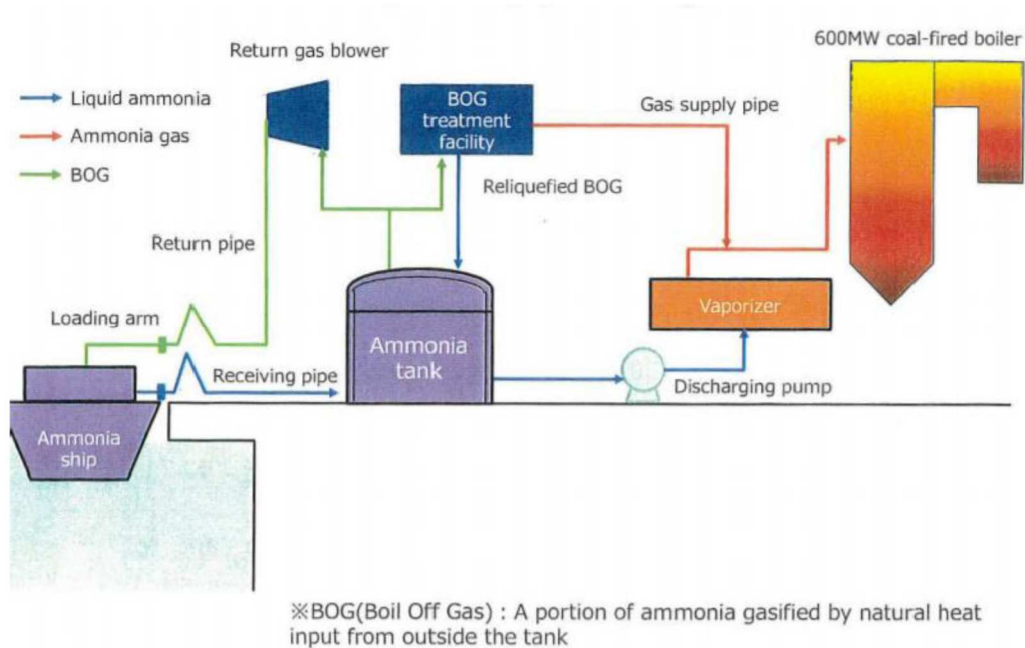 600MW coal-fired boiler
Return gas blower
Liquid ammonia
Ammonia gas
BOG
BOG
treatment
facility
Gas supply pipe
Reliquefied BOG
Return pipe
Loading arm
Vaporizer
Ammonia
tank
Receiving pipe
Discharging pump
Ammonia
ship
※BOG(Boil Off Gas) : A portion of ammonia gasified by natural heat
input from outside the tank